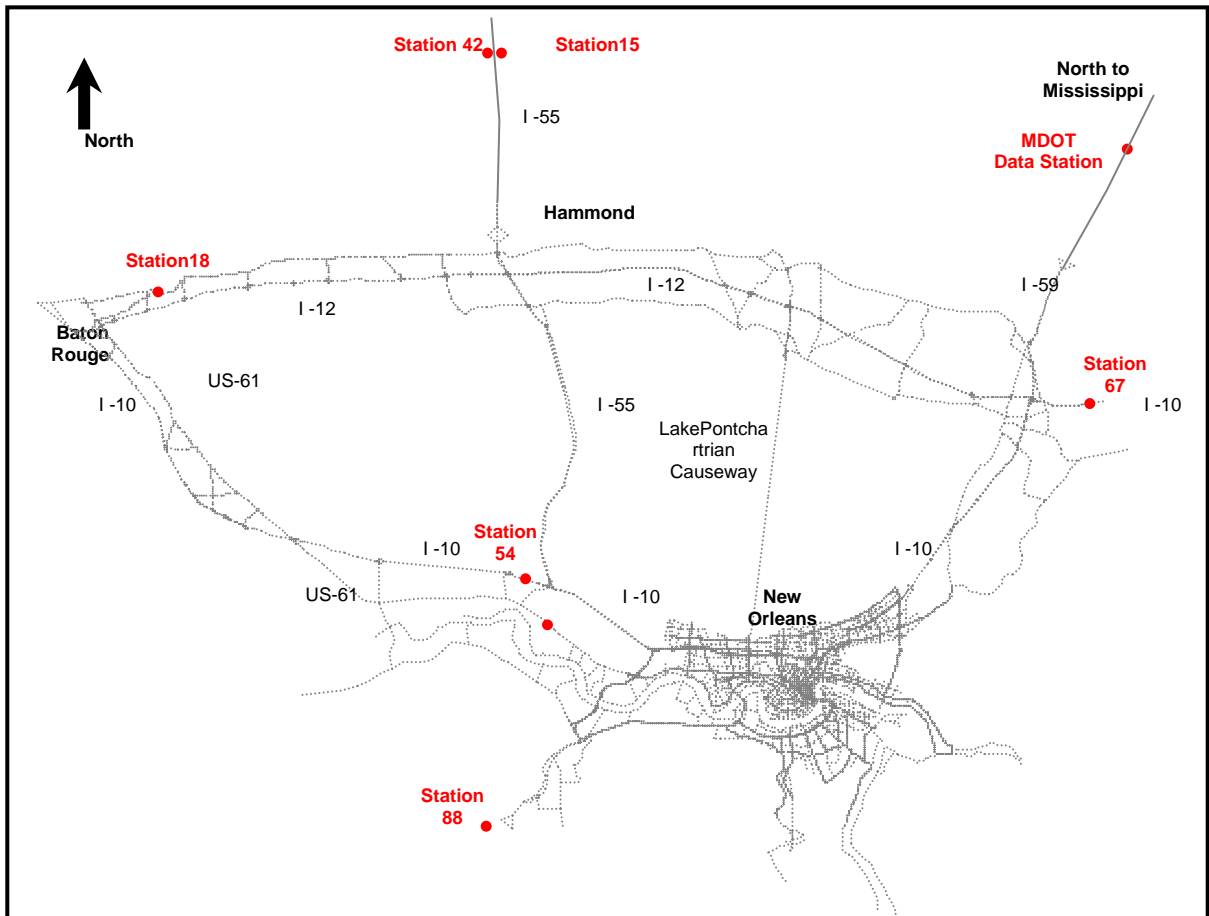 Station 42
Station15
North to
Mississippi
I -55
North
MDOT
Data Station
Hammond
Station18
I -12
I -12
I -59
Baton
Rouge
Station
67
US-61
I -10
I -55
I -10
LakePontcha
rtrian
Causeway
Station
54
I -10
I -10
US-61
I -10
New
Orleans
Station
88